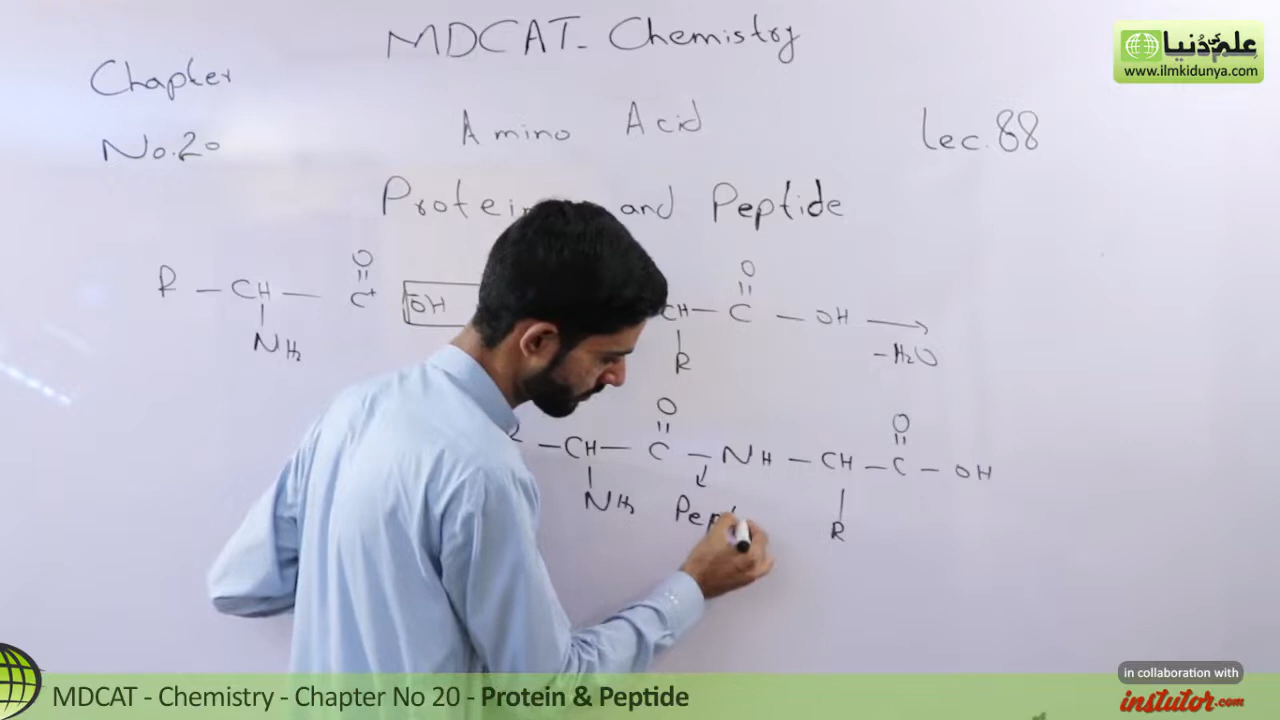 علم کی دنیا
www.ilmkidunya.com
MDCAT - Chemistry
Chapter
No.20
Amino Acid
Lec.88
Protein and Peptide
O O
R — CH — C+ OH CH — C — OH →
NH2 R -H2O
O O
— CH — C — NH — CH — C — OH
NH2 Pept R
in collaboration with
instutor.com
MDCAT - Chemistry - Chapter No 20 - Protein & Peptide